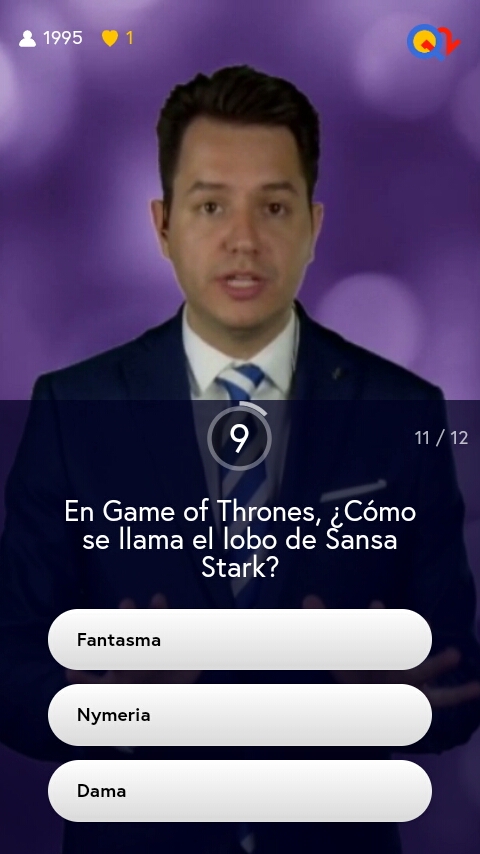 1995 1
9
11 / 12
En Game of Thrones, ¿Cómo
se llama el lobo de Sansa
Stark?
Fantasma
Nymeria
Dama